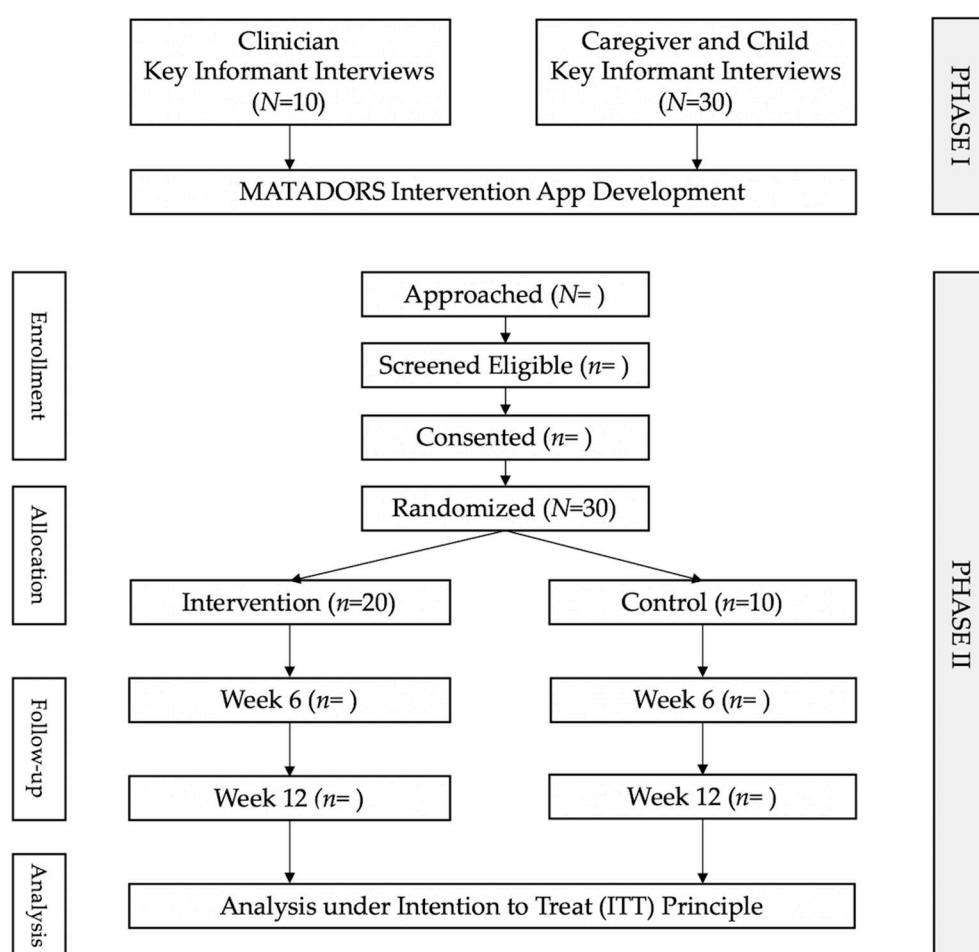 Clinician
Key Informant Interviews
(N=10)
Caregiver and Child
Key Informant Interviews
(N=30)
PHASE I
MATADORS Intervention App Development
Enrollment
Approached (N= )
Screened Eligible (n= )
Consented (n= )
Allocation
Randomized (N=30)
Intervention (n=20)
Control (n=10)
PHASE II
Follow-up
Week 6 (n= )
Week 6 (n= )
Week 12 (n= )
Week 12 (n= )
Analysis
Analysis under Intention to Treat (ITT) Principle